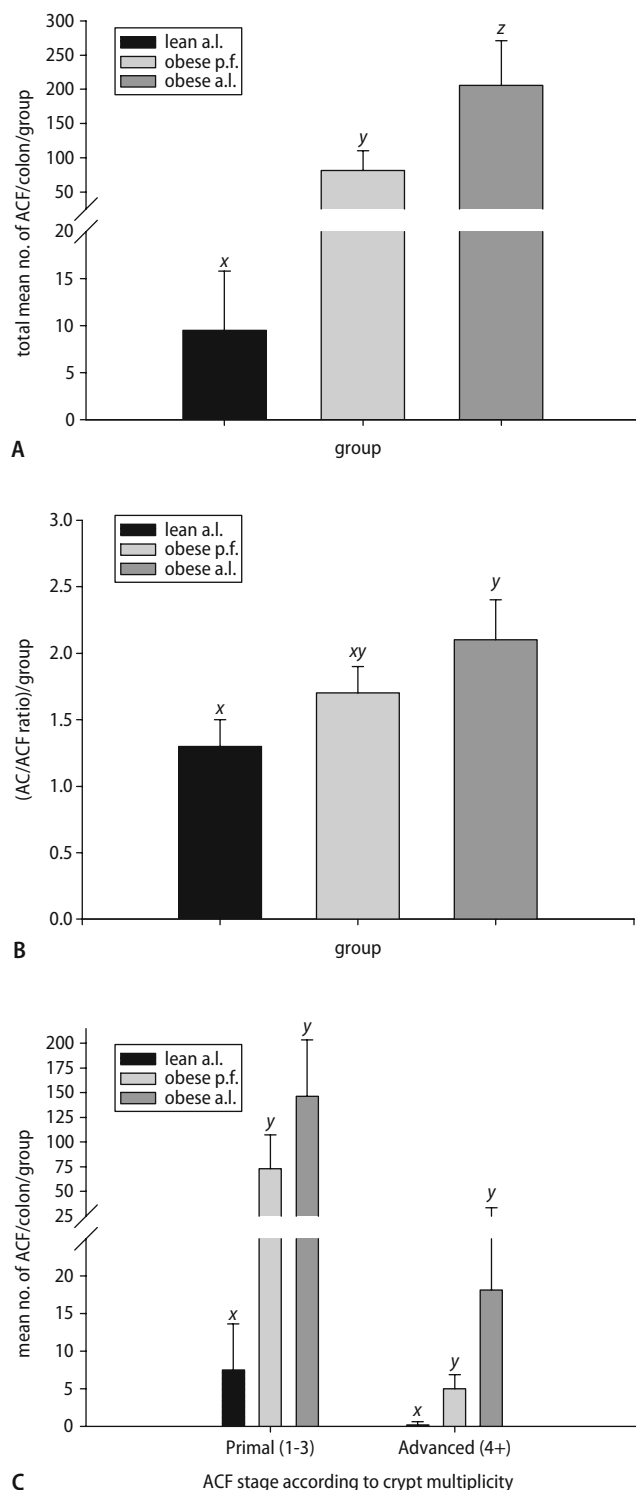 total mean no. of ACF/colon/group
300
250
200
150
100
50
20
15
10
5
0
lean a.l.
obese p.f.
obese a.l.
x
y
z
A
group
(AC/ACF ratio)/group
3.0
2.5
2.0
1.5
1.0
0.5
0.0
lean a.l.
obese p.f.
obese a.l.
x
xy
y
B
group
mean no. of ACF/colon/group
200
175
150
125
100
75
50
25
20
15
10
5
0
lean a.l.
obese p.f.
obese a.l.
x
y
y
x
y
y
Primal (1-3) Advanced (4+)
C
ACF stage according to crypt multiplicity